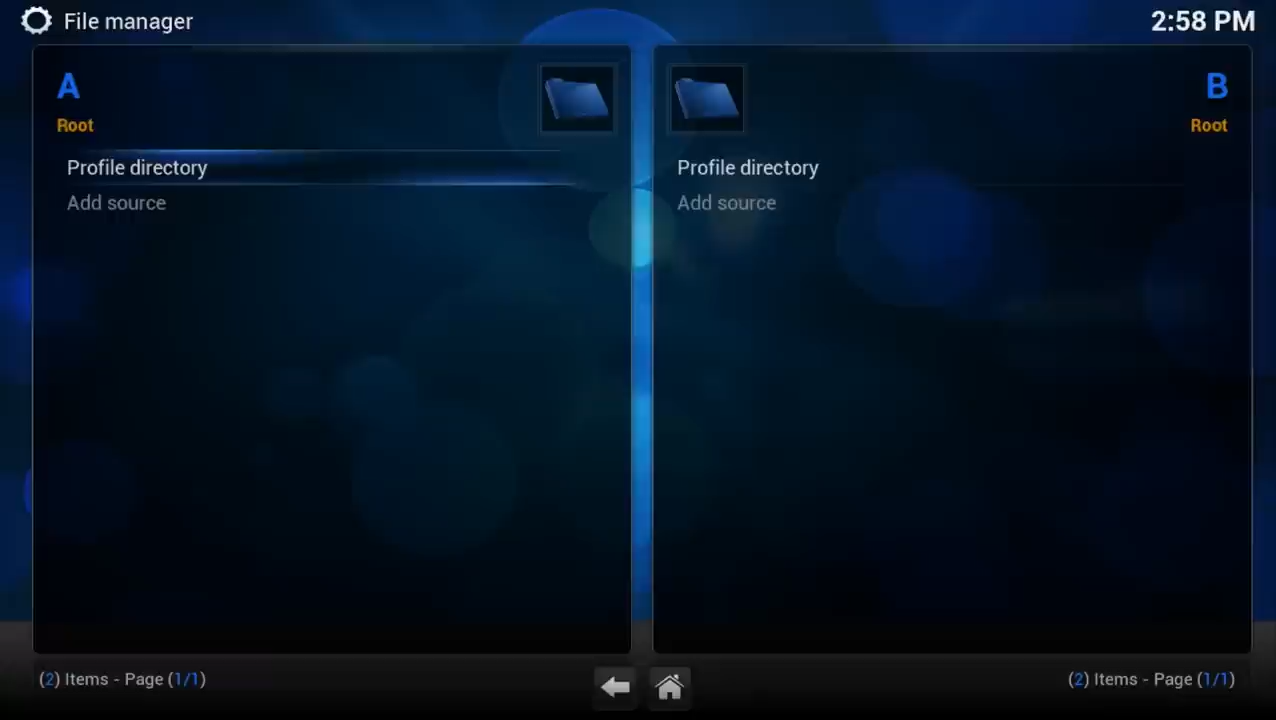 File manager
2:58 PM
A
Root
Profile directory
Add source
(2) Items - Page (1/1)
B
Root
Profile directory
Add source
(2) Items - Page (1/1)